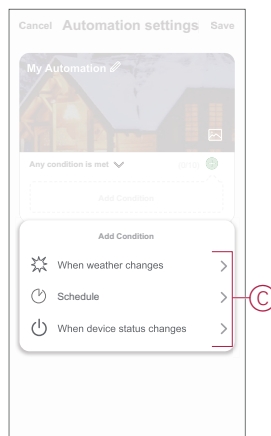 Cancel Automation settings Save
My Automation
Any condition is met
Add Condition
Add Condition
When weather changes
Schedule
When device status changes
C